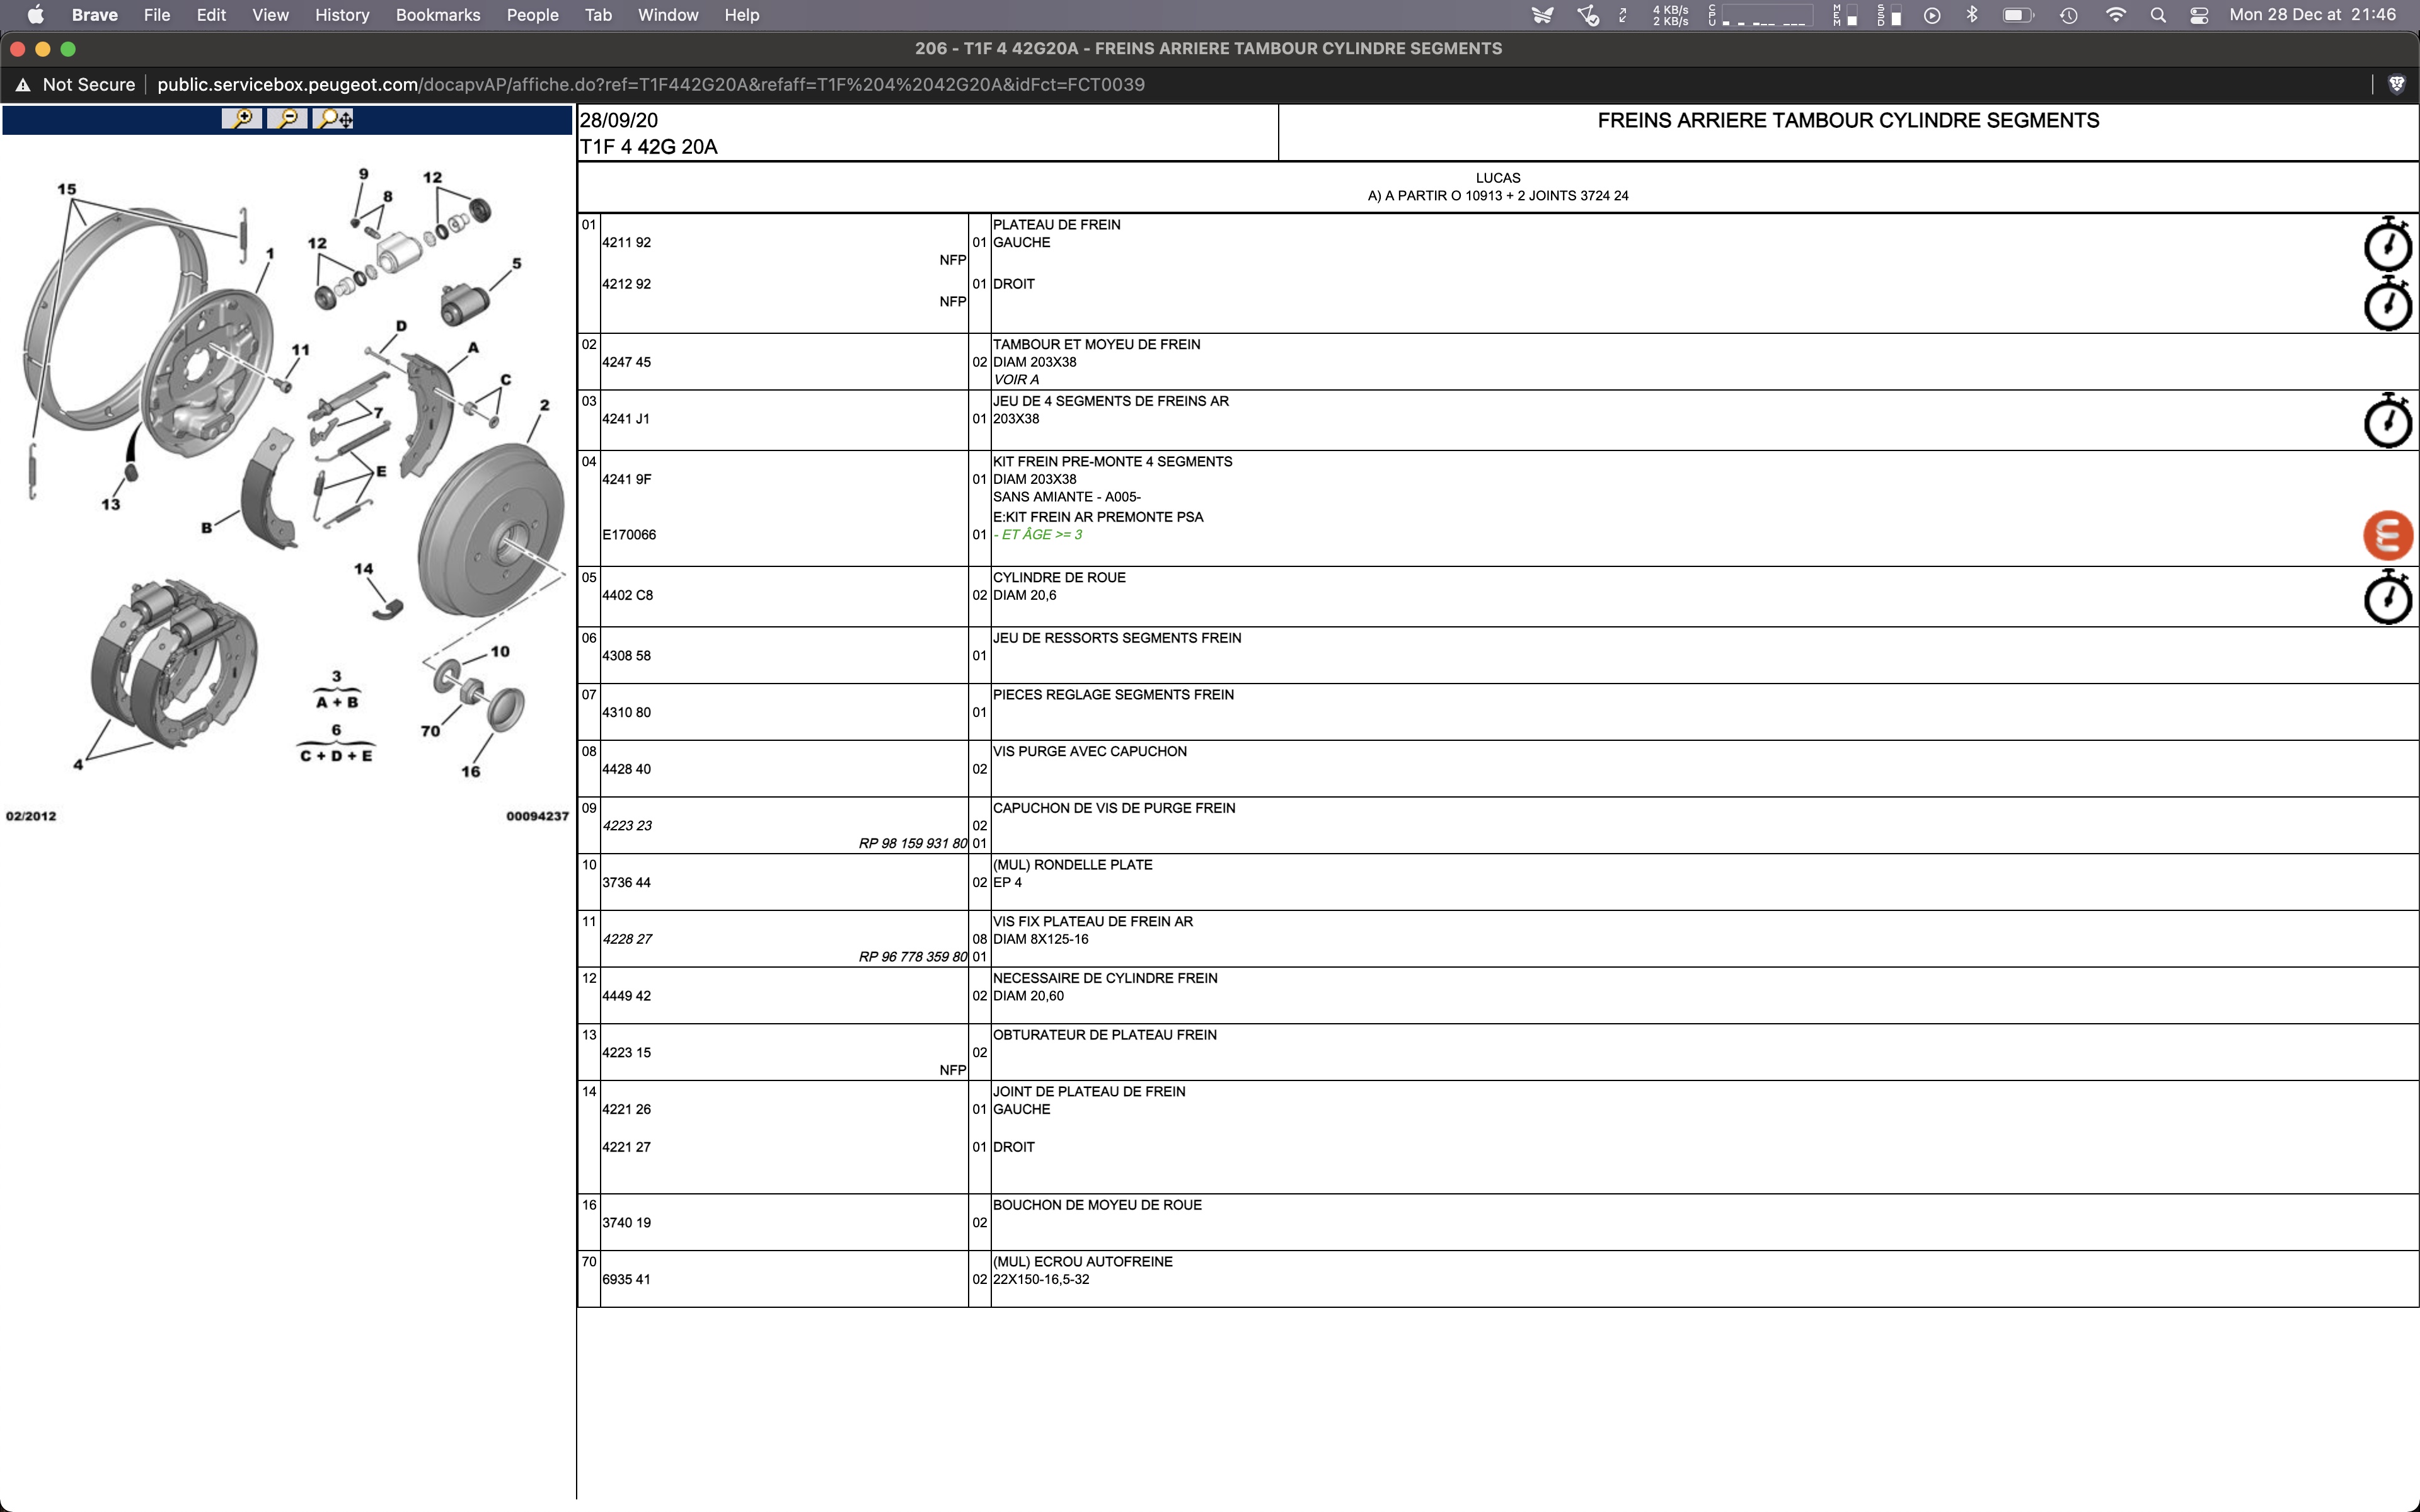 Brave File Edit View History Bookmarks People Tab Window Help
4 KB/s
2 KB/s
CPU
MEM
SSD
Mon 28 Dec at 21:46
206 - T1F 4 42G20A - FREINS ARRIERE TAMBOUR CYLINDRE SEGMENTS
Not Secure public.servicebox.peugeot.com/docapvAP/affiche.do?ref=T1F442G20A&refaff=T1F%204%2042G20A&idFct=FCT0039
15
9
8
12
12
1
5
D
A
11
C
7
2
E
13
B
14
10
3
A + B
70
6
C + D + E
4
16
02/2012
00094237
28/09/20
T1F 4 42G 20A
FREINS ARRIERE TAMBOUR CYLINDRE SEGMENTS
LUCAS
A) A PARTIR O 10913 + 2 JOINTS 3724 24
01 PLATEAU DE FREIN
4211 92 01 GAUCHE
NFP
4212 92 01 DROIT
NFP
02 TAMBOUR ET MOYEU DE FREIN
4247 45 02 DIAM 203X38
VOIR A
03 JEU DE 4 SEGMENTS DE FREINS AR
4241 J1 01 203X38
04 KIT FREIN PRE-MONTE 4 SEGMENTS
4241 9F 01 DIAM 203X38
SANS AMIANTE - A005-
E:KIT FREIN AR PREMONTE PSA
E170066 01 - ET ÂGE >= 3
05 CYLINDRE DE ROUE
4402 C8 02 DIAM 20,6
06 JEU DE RESSORTS SEGMENTS FREIN
4308 58 01
07 PIECES REGLAGE SEGMENTS FREIN
4310 80 01
08 VIS PURGE AVEC CAPUCHON
4428 40 02
09 CAPUCHON DE VIS DE PURGE FREIN
4223 23 02
RP 98 159 931 80 01
10 (MUL) RONDELLE PLATE
3736 44 02 EP 4
11 VIS FIX PLATEAU DE FREIN AR
4228 27 08 DIAM 8X125-16
RP 96 778 359 80 01
12 NECESSAIRE DE CYLINDRE FREIN
4449 42 02 DIAM 20,60
13 OBTURATEUR DE PLATEAU FREIN
4223 15 02
NFP
14 JOINT DE PLATEAU DE FREIN
4221 26 01 GAUCHE
4221 27 01 DROIT
16 BOUCHON DE MOYEU DE ROUE
3740 19 02
70 (MUL) ECROU AUTOFREINE
6935 41 02 22X150-16,5-32